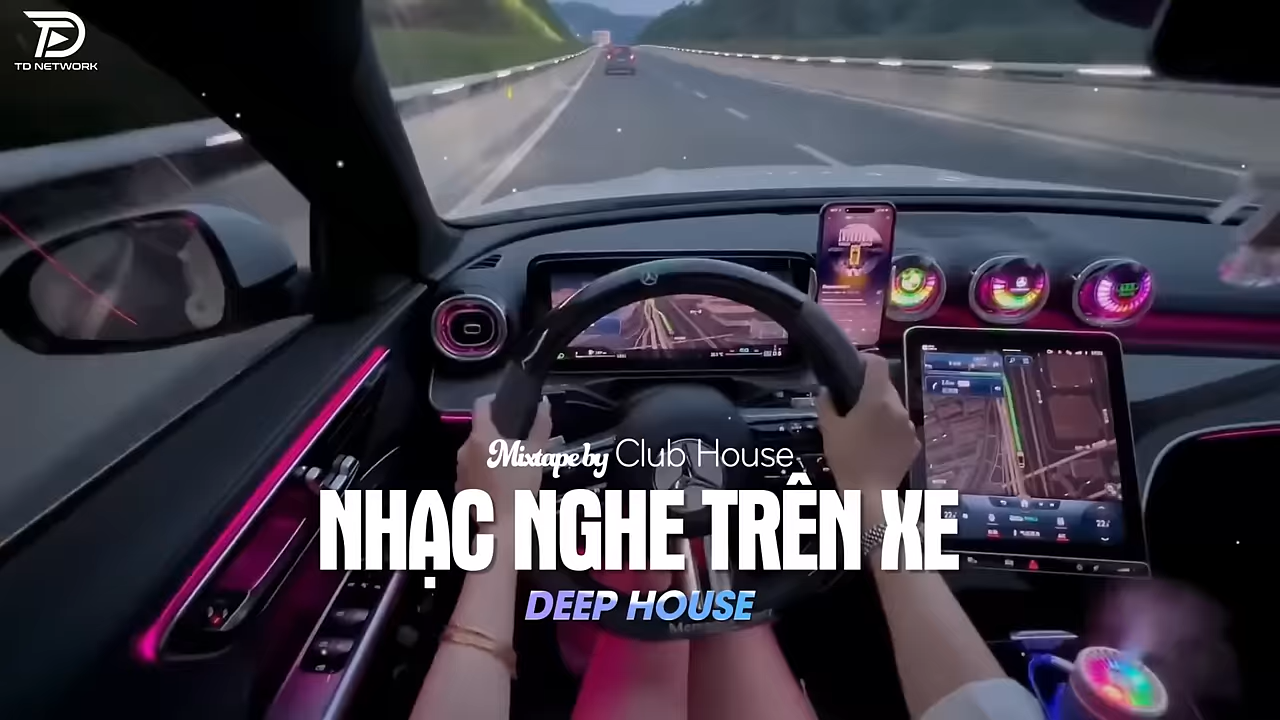 TD NETWORK
Mixtape by Club House
NHẠC NGHE TRÊN XE
DEEP HOUSE